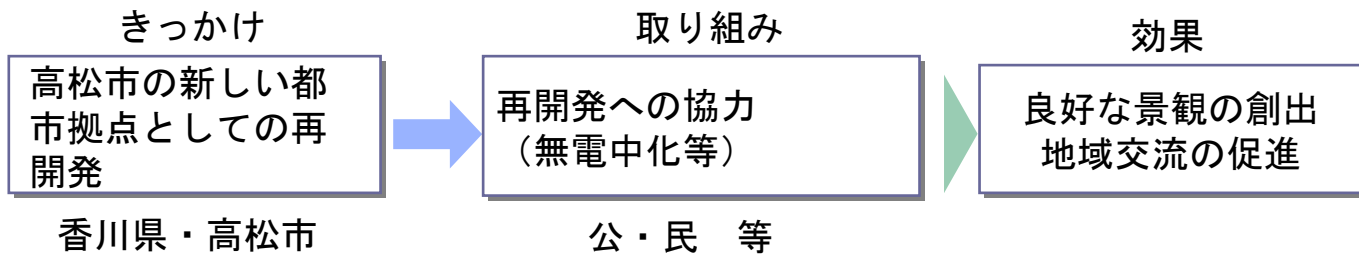 きっかけ
高松市の新しい都
市拠点としての再
開発
香川県・高松市
取り組み
再開発への協力
（無電中化等）
公・民　等
効果
良好な景観の創出
地域交流の促進